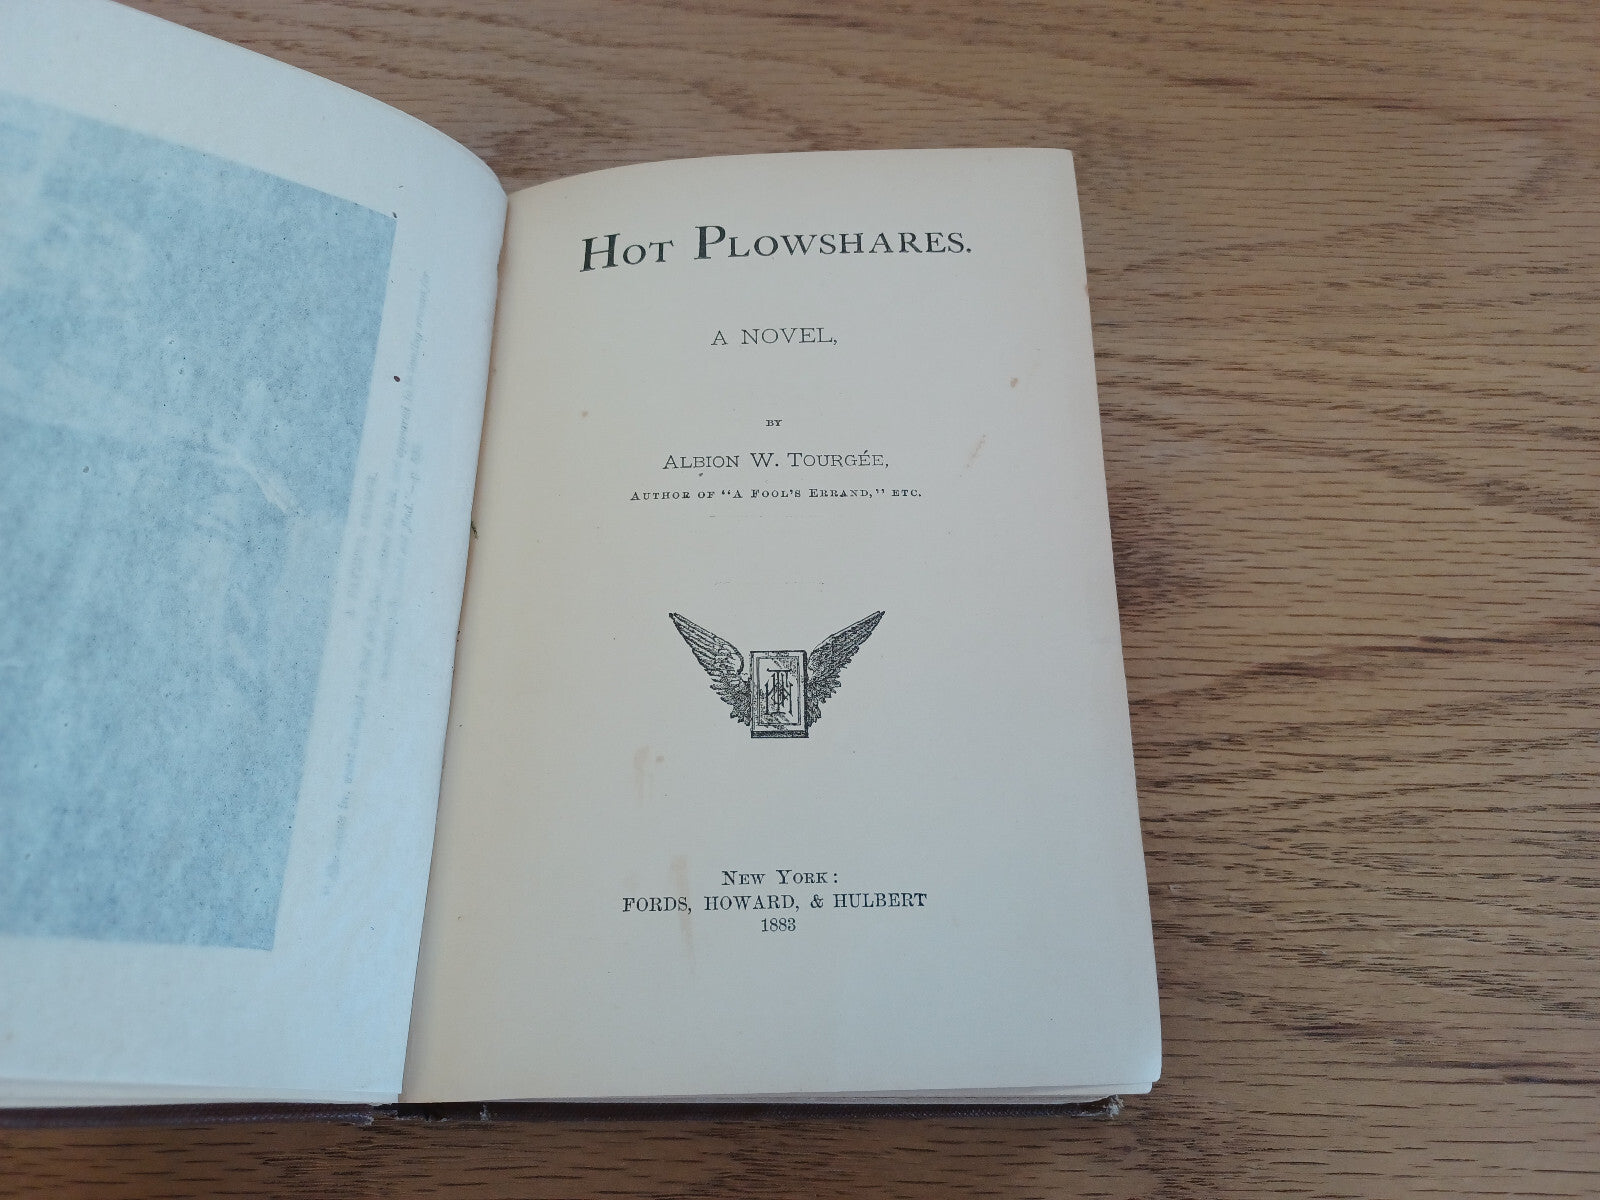 HOT PLOWSHARES.
A NOVEL,
BY
ALBION W. TOURGÉE,
AUTHOR OF "A FOOL'S ERRAND," ETC.
NEW YORK:
FORDS, HOWARD, & HULBERT
1883